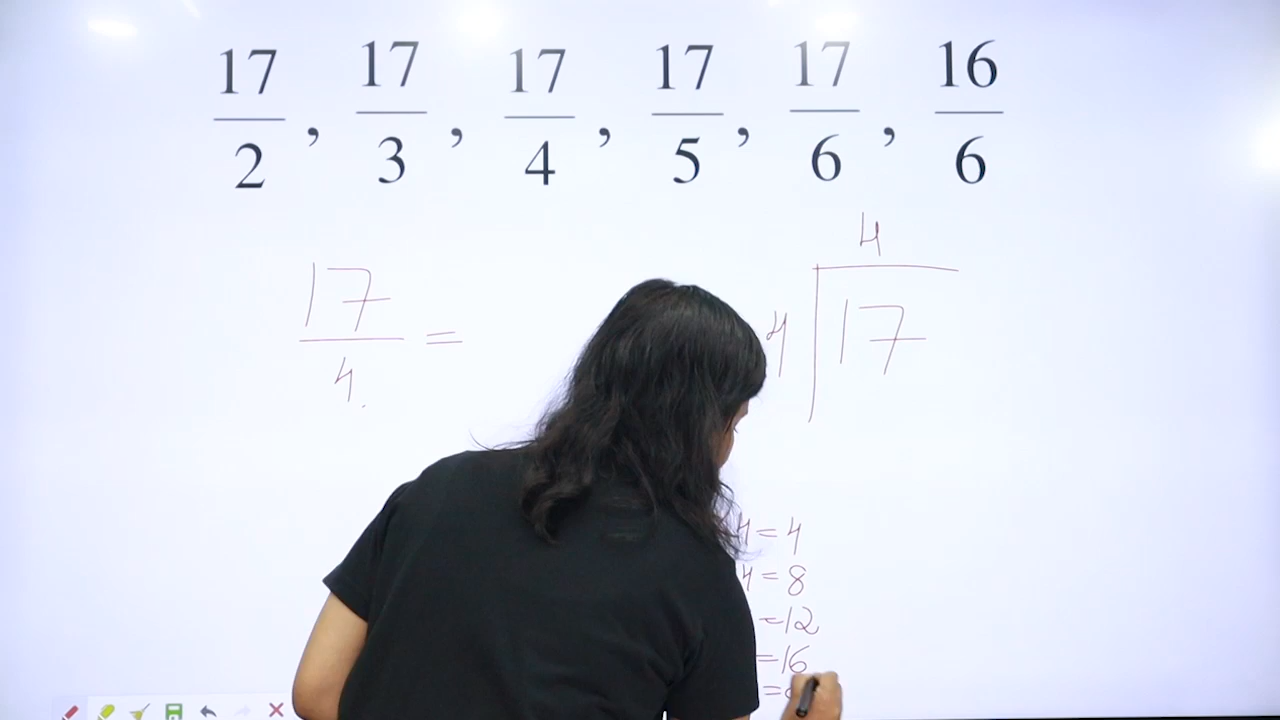 17/2, 17/3, 17/4, 17/5, 17/6, 16/6
4
17/4 =
4 17
4 = 4
4 = 8
= 12
= 16
=